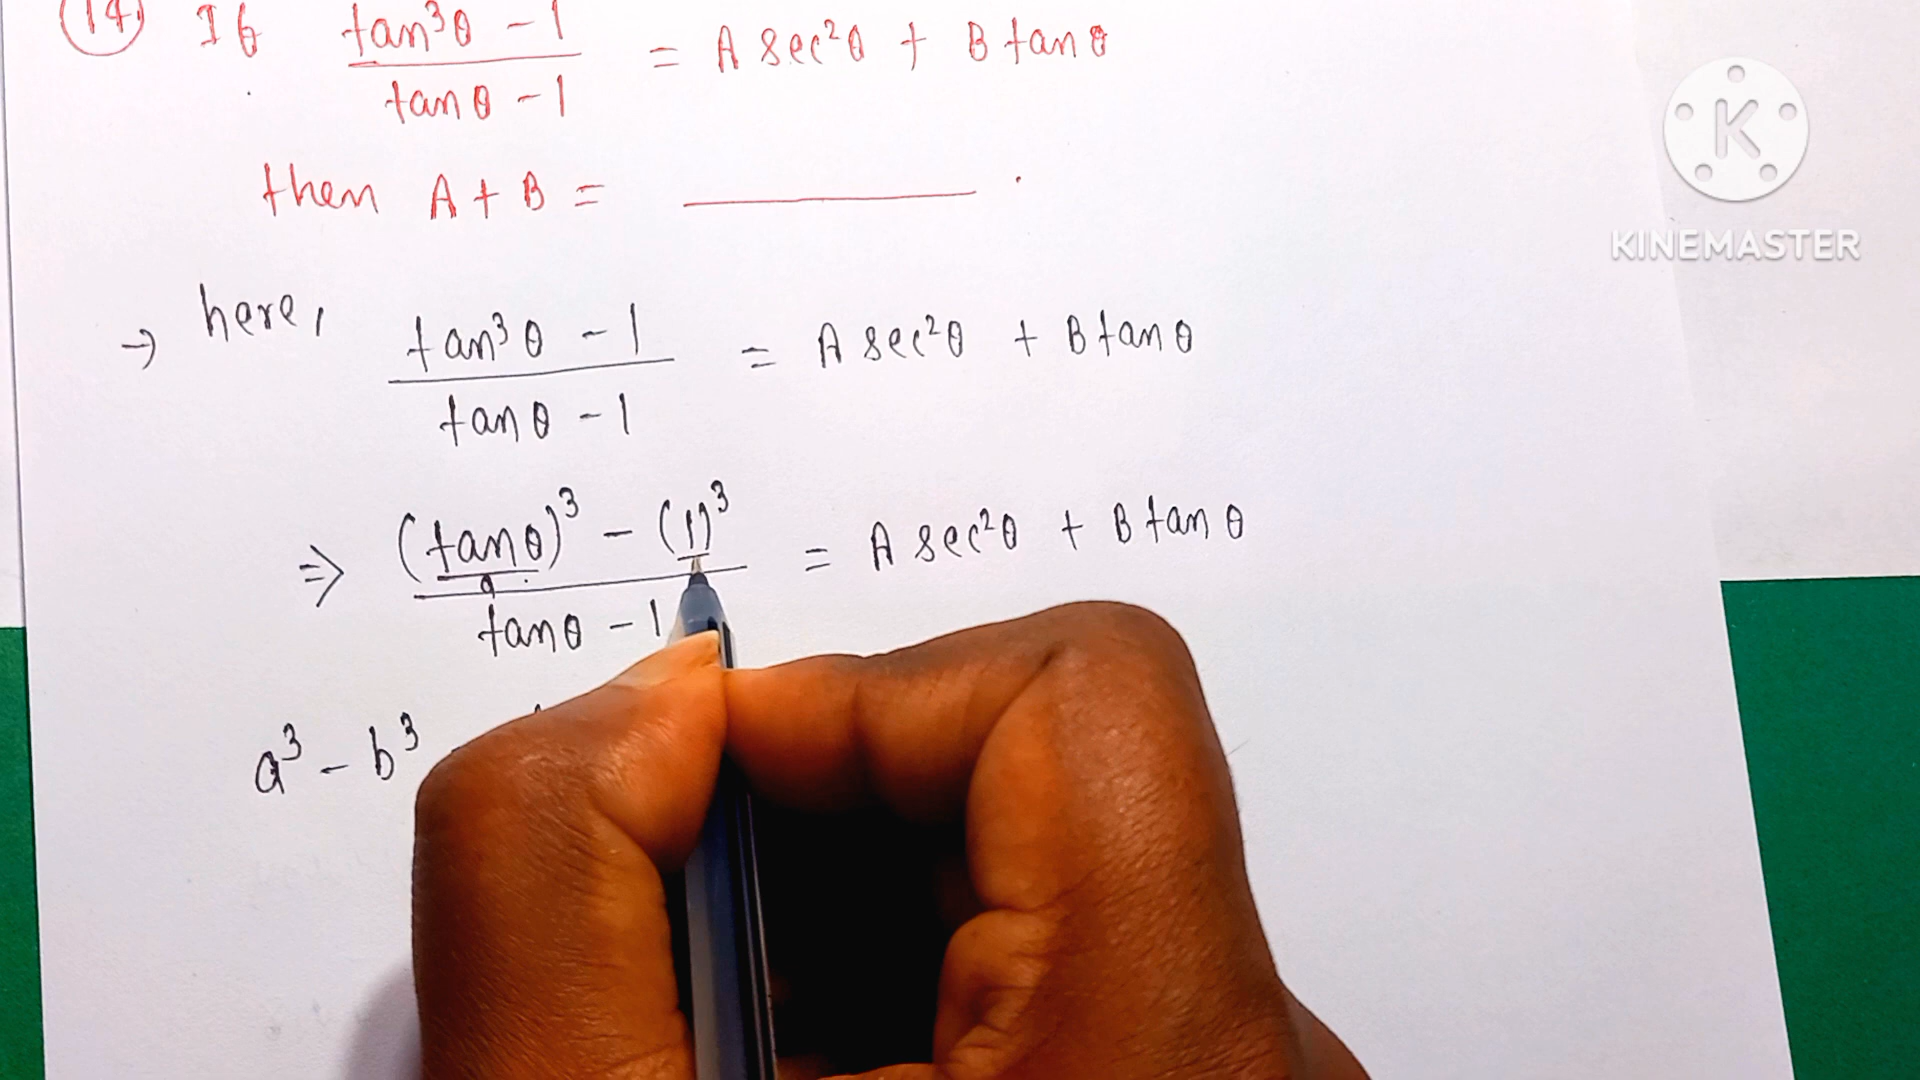 (14) If tan³θ - 1 / tanθ - 1 = A sec²θ + B tanθ
then A + B = ________ .
→ here, tan³θ - 1 / tanθ - 1 = A sec²θ + B tanθ
⇒ (tanθ)³ - (1)³ / tanθ - 1 = A sec²θ + B tanθ
a
a³ - b³
K
KINEMASTER